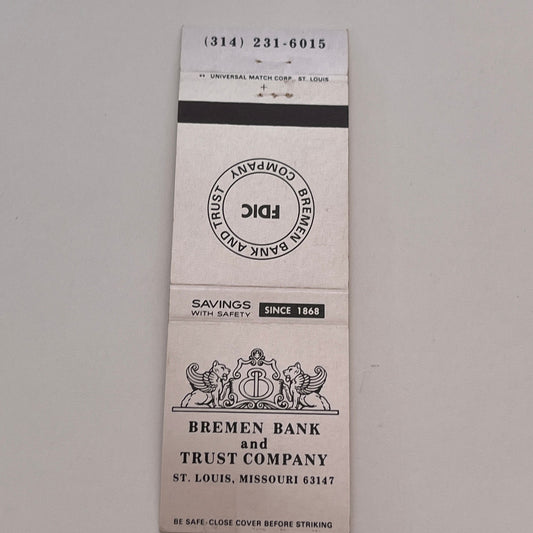 (314) 231-6015
** UNIVERSAL MATCH CORP., ST. LOUIS
BREMEN BANK AND TRUST COMPANY
FDIC
SAVINGS
WITH SAFETY
SINCE 1868
BREMEN BANK
and
TRUST COMPANY
ST. LOUIS, MISSOURI 63147
BE SAFE-CLOSE COVER BEFORE STRIKING